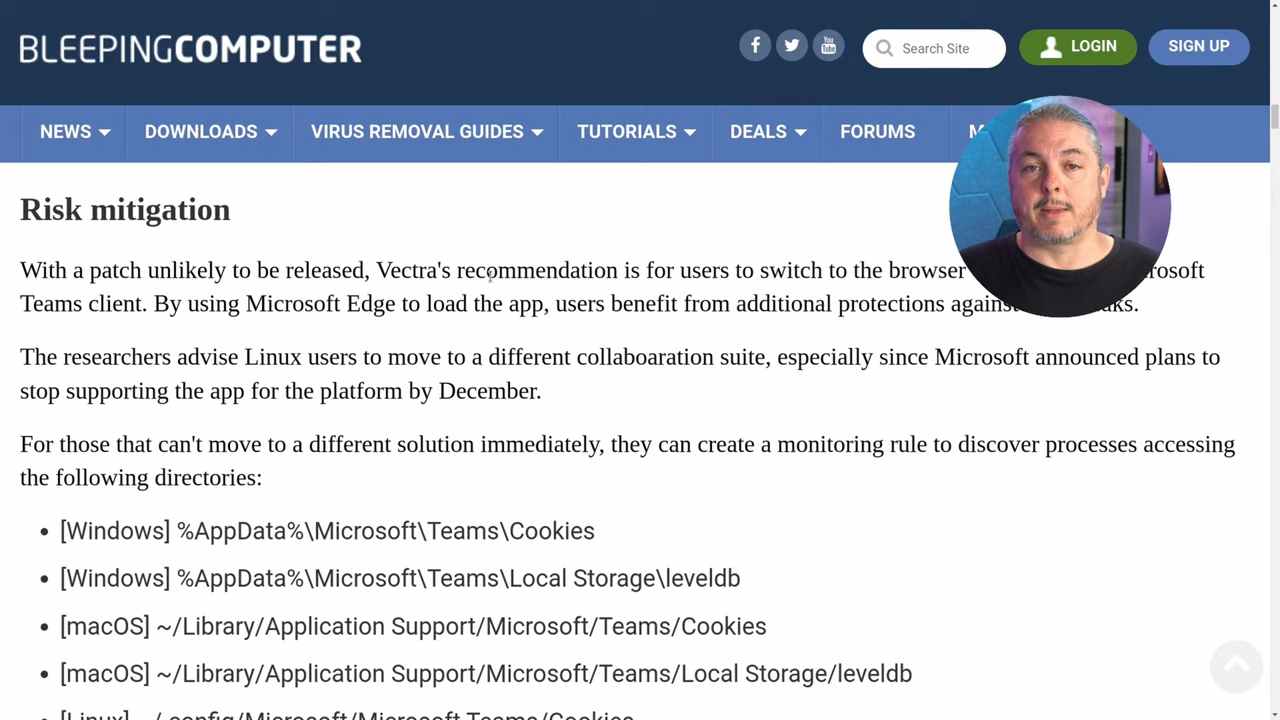 BLEEPINGCOMPUTER
Search Site
LOGIN
SIGN UP
NEWS
DOWNLOADS
VIRUS REMOVAL GUIDES
TUTORIALS
DEALS
FORUMS
Risk mitigation
With a patch unlikely to be released, Vectra's recommendation is for users to switch to the browser
Teams client. By using Microsoft Edge to load the app, users benefit from additional protections against
The researchers advise Linux users to move to a different collaboaration suite, especially since Microsoft announced plans to
stop supporting the app for the platform by December.
For those that can't move to a different solution immediately, they can create a monitoring rule to discover processes accessing
the following directories:
• [Windows] %AppData%\Microsoft\Teams\Cookies
• [Windows] %AppData%\Microsoft\Teams\Local Storage\leveldb
• [macOS] ~/Library/Application Support/Microsoft/Teams/Cookies
• [macOS] ~/Library/Application Support/Microsoft/Teams/Local Storage/leveldb